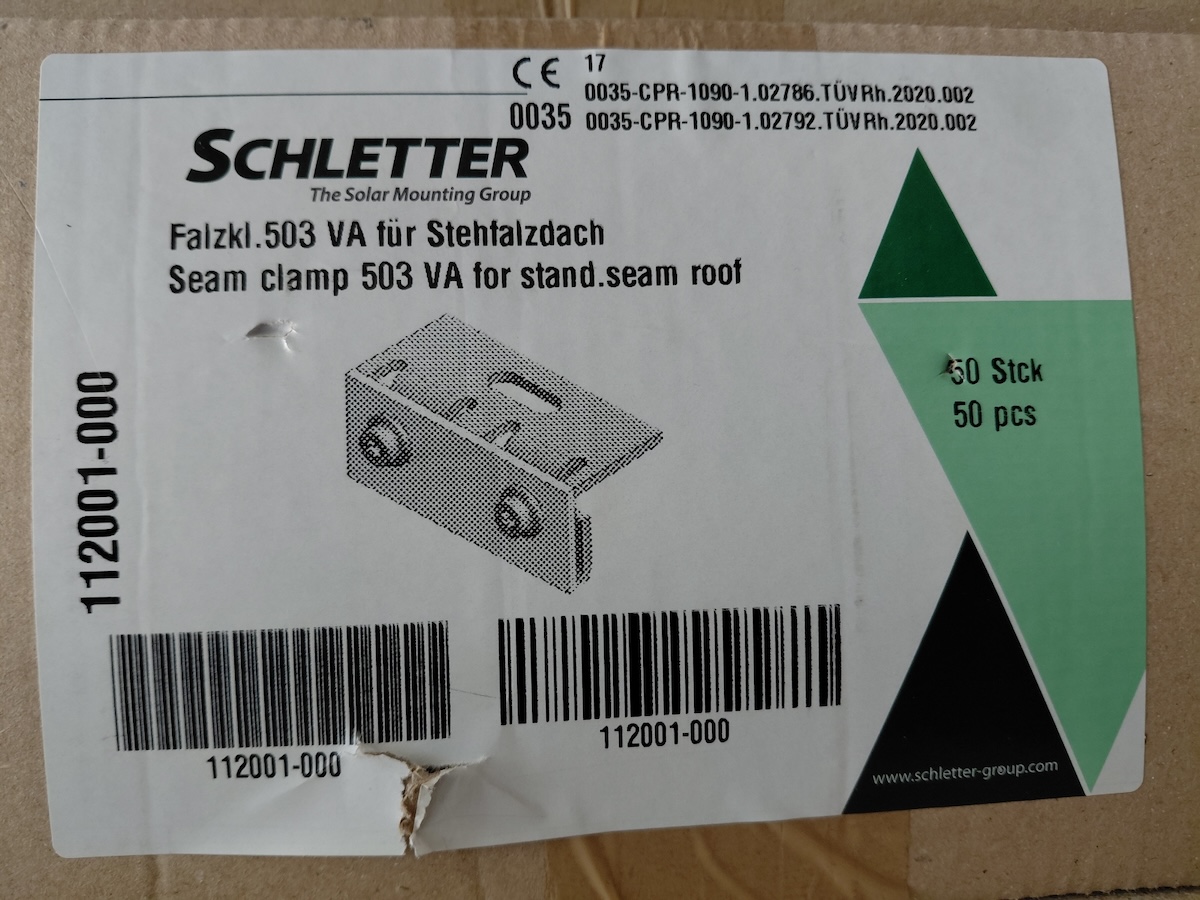 CE 17
0035-CPR-1090-1.02786.TÜVRh.2020.002
0035 0035-CPR-1090-1.02792.TÜVRh.2020.002
SCHLETTER
The Solar Mounting Group
Falzkl.503 VA für Stehfalzdach
Seam clamp 503 VA for stand.seam roof
50 Stck
50 pcs
112001-000
112001-000
112001-000
www.schletter-group.com